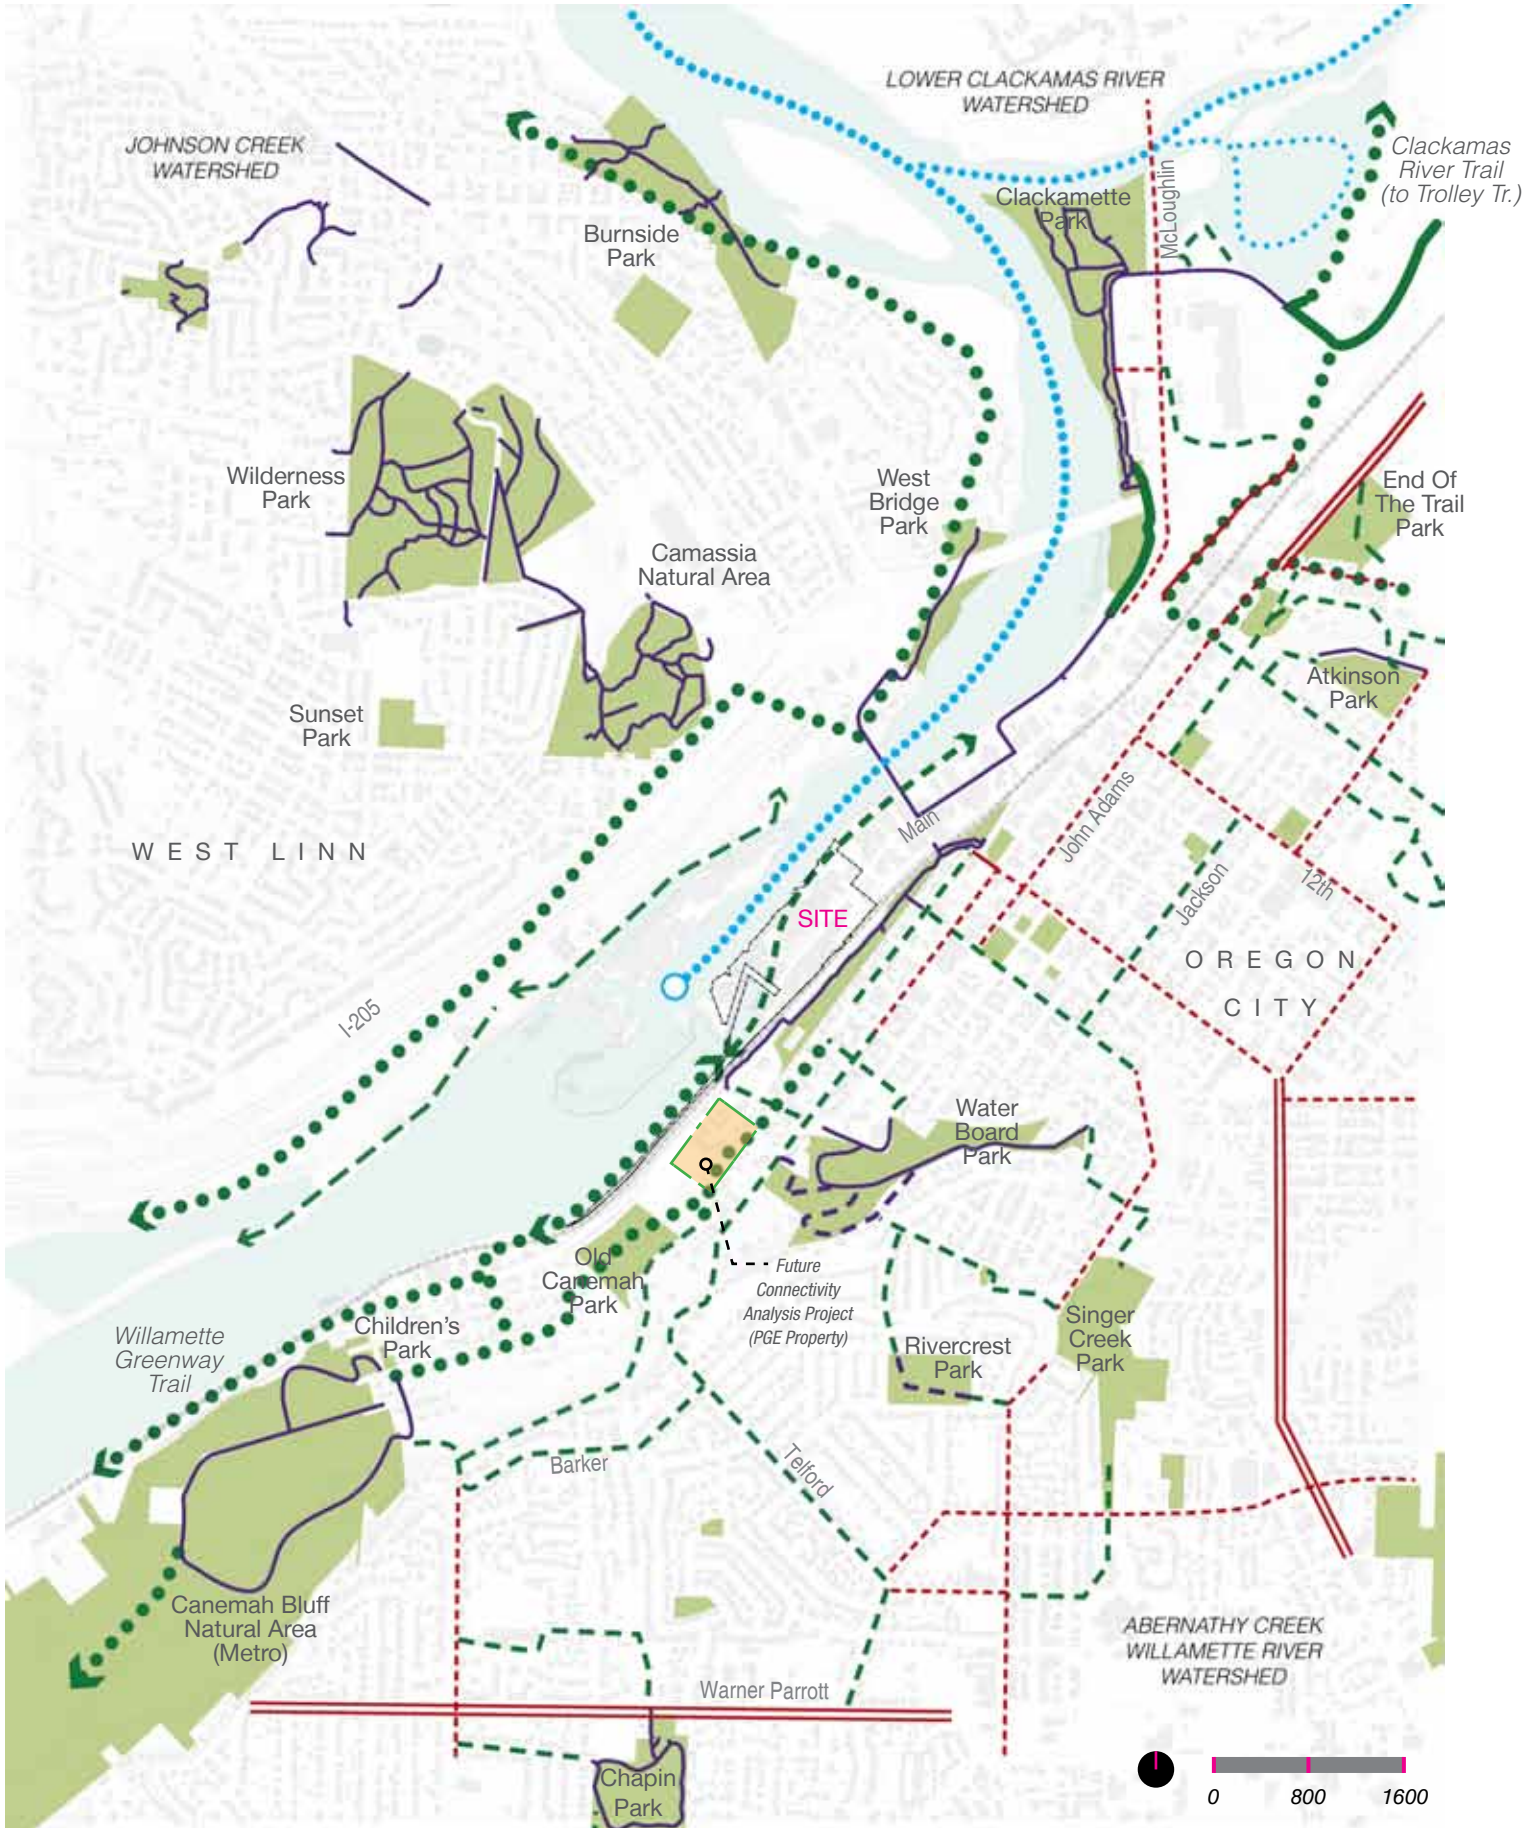 LOWER CLACKAMAS RIVER
WATERSHED
JOHNSON CREEK
WATERSHED
Clackamas
River Trail
(to Trolley Tr.)
Clackamette
Park
McLoughlin
Burnside
Park
Wilderness
Park
West
Bridge
Park
End Of
The Trail
Park
Camassia
Natural Area
Atkinson
Park
Sunset
Park
WEST LINN
Main
John Adams
Jackson
12th
SITE
OREGON
CITY
I-205
Water
Board
Park
Old
Canemah
Park
Future
Connectivity
Analysis Project
(PGE Property)
Willamette
Greenway
Trail
Children's
Park
Rivercrest
Park
Singer
Creek
Park
Barker
Telford
Canemah Bluff
Natural Area
(Metro)
ABERNATHY CREEK
WILLAMETTE RIVER
WATERSHED
Warner Parrott
Chapin
Park
0 800 1600